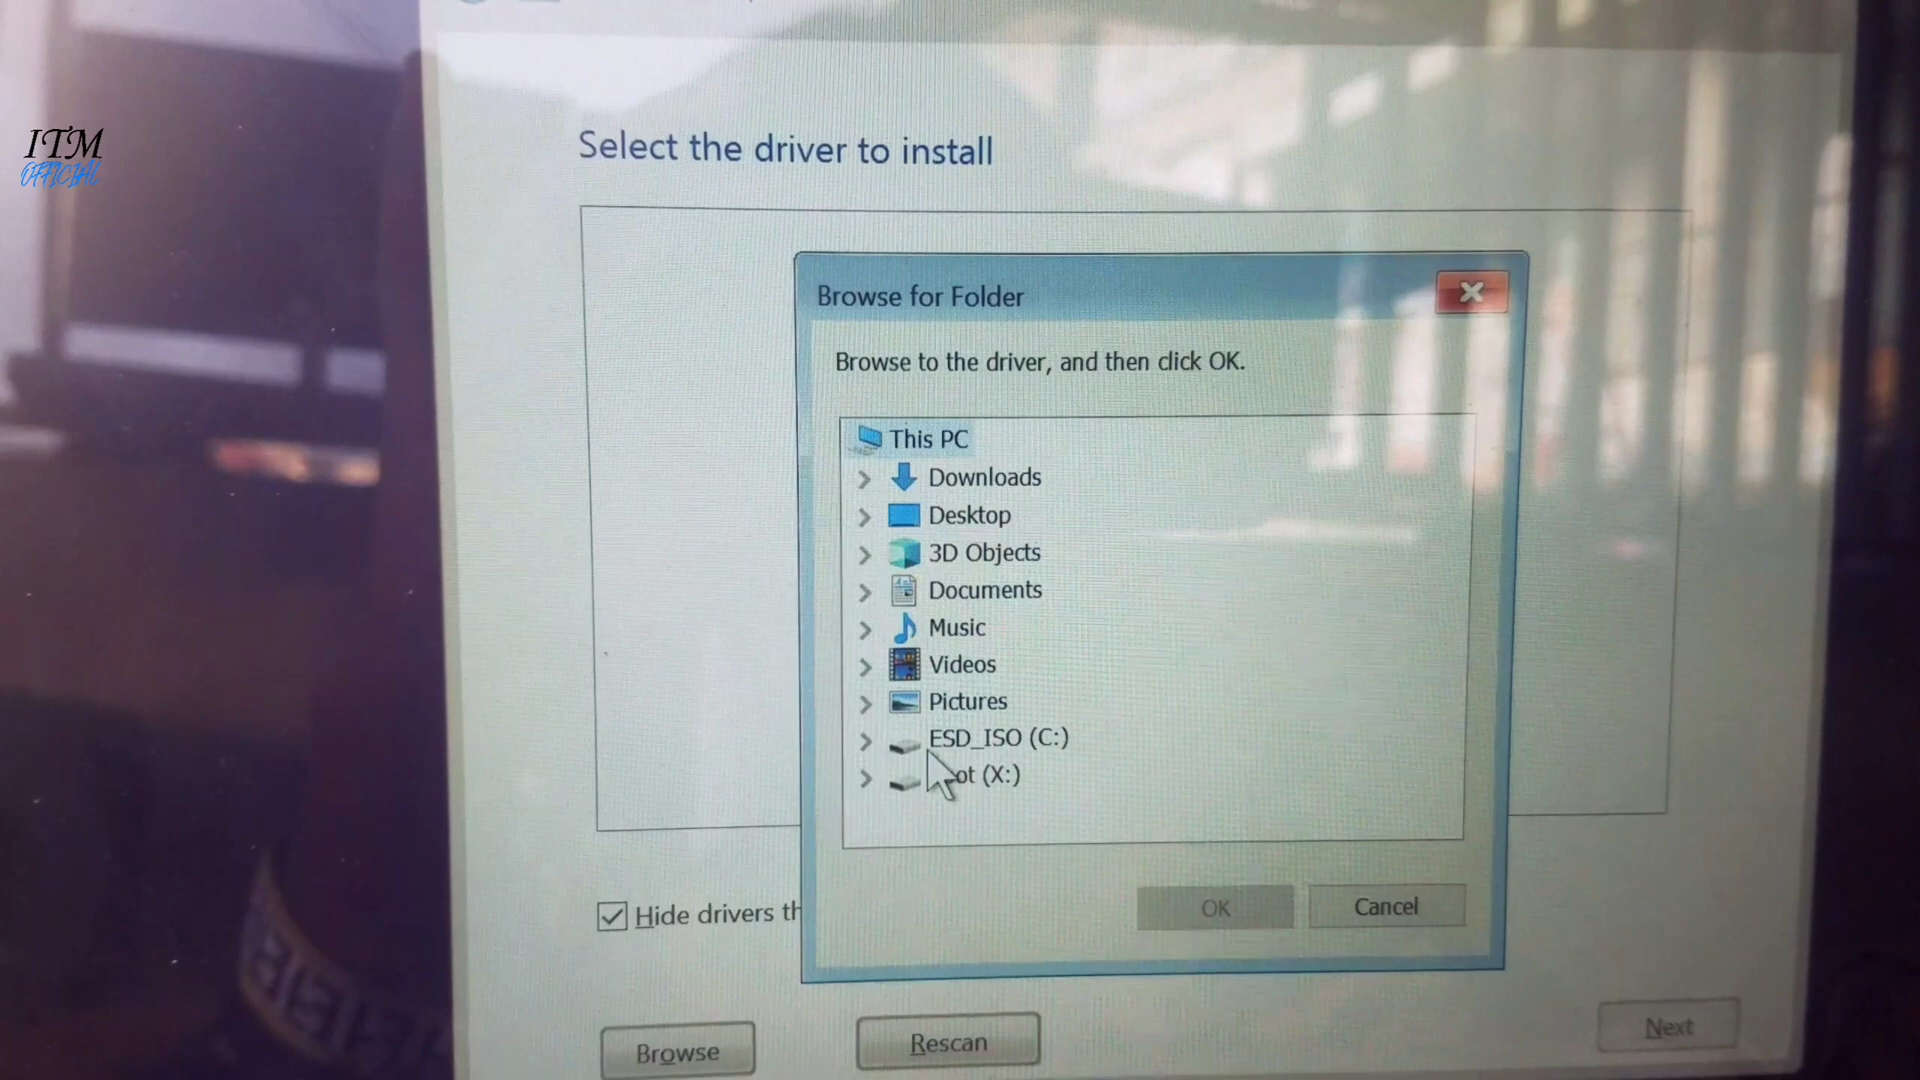 ITM
OFFICIAL
Select the driver to install
Browse for Folder
Browse to the driver, and then click OK.
This PC
Downloads
Desktop
3D Objects
Documents
Music
Videos
Pictures
ESD_ISO (C:)
ot (X:)
OK
Cancel
Hide drivers th
Browse
Rescan
Next